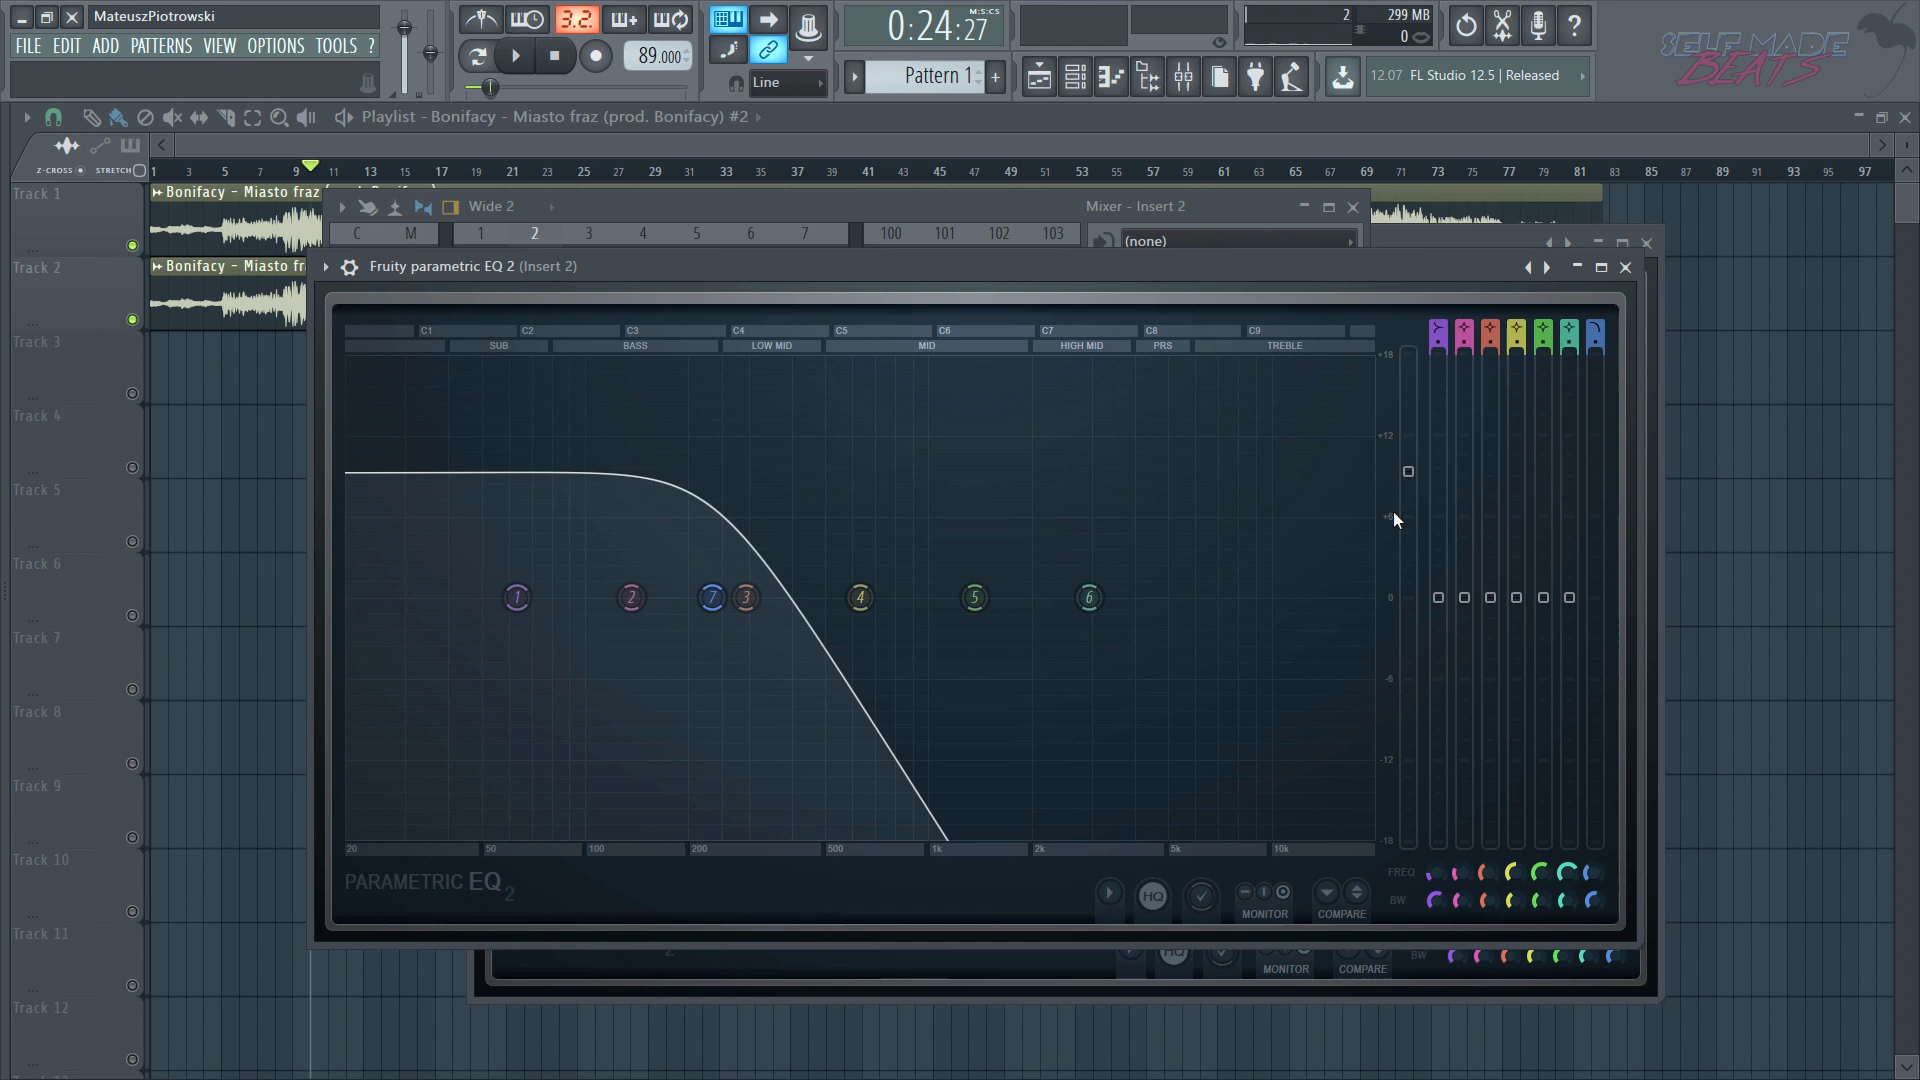 MateuszPiotrowski
FILE EDIT ADD PATTERNS VIEW OPTIONS TOOLS ?
3.2.
89.000
Line
M:S:CS
0:24:27
Pattern 1
+
2
299 MB
0
?
12.07 FL Studio 12.5 | Released
SELF MADE
BEATS
Playlist - Bonifacy - Miasto fraz (prod. Bonifacy) #2
Z-CROSS STRETCH
1 3 5 7 9 11 13 15 17 19 21 23 25 27 29 31 33 35 37 39 41 43 45 47 49 51 53 55 57 59 61 63 65 67 69 71 73 75 77 79 81 83 85 87 89 91 93 95 97
Track 1
Bonifacy - Miasto fraz
Track 2
Bonifacy - Miasto fr
Track 3
Track 4
Track 5
Track 6
Track 7
Track 8
Track 9
Track 10
Track 11
Track 12
Wide 2
Mixer - Insert 2
C M 1 2 3 4 5 6 7 100 101 102 103
(none)
Fruity parametric EQ 2 (Insert 2)
C1 C2 C3 C4 C5 C6 C7 C8 C9
SUB BASS LOW MID MID HIGH MID PRS TREBLE
+18
+12
+6
0
-6
-12
-18
1 2 7 3 4 5 6
20 50 100 200 500 1k 2k 5k 10k
PARAMETRIC EQ 2
HQ
MONITOR
COMPARE
FREQ
BW
2
HQ
MONITOR
COMPARE
BW